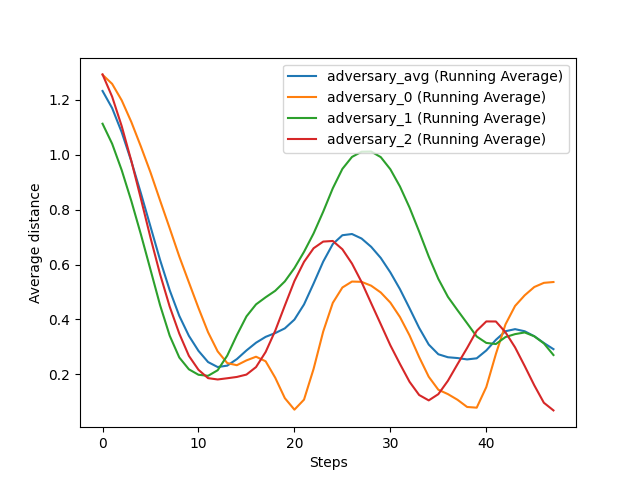 adversary_avg (Running Average)
adversary_0 (Running Average)
adversary_1 (Running Average)
adversary_2 (Running Average)
1.2
1.0
0.8
0.6
0.4
0.2
Average distance
0 10 20 30 40
Steps